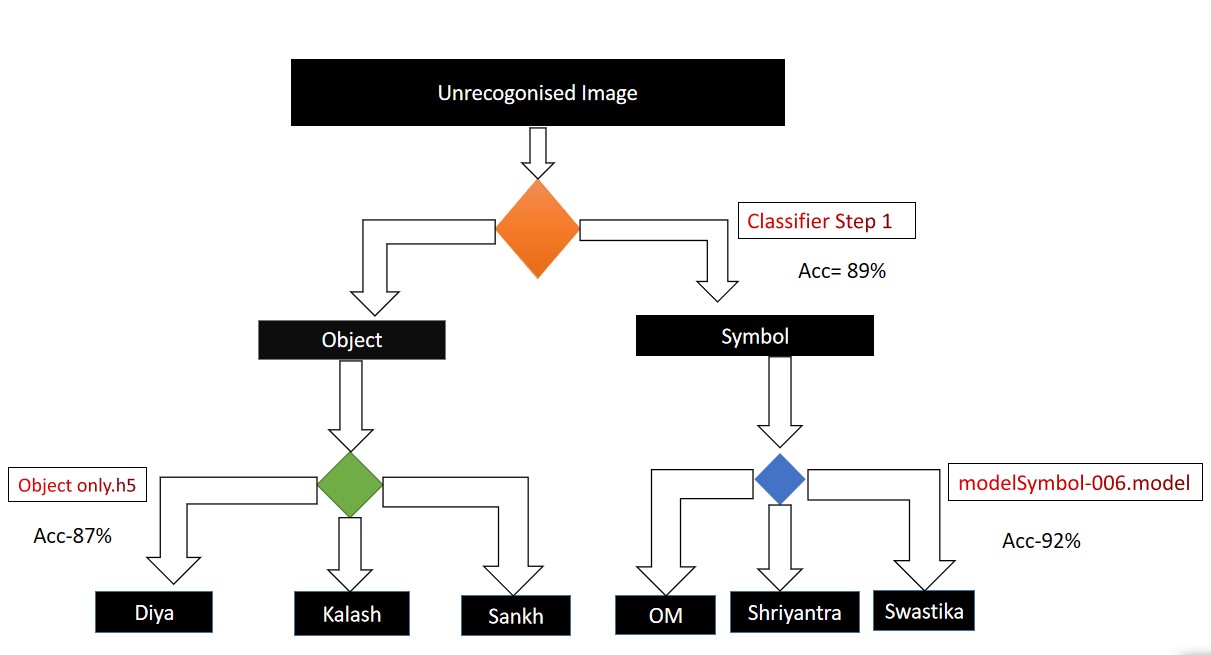 Unrecogonised Image
Classifier Step 1
Acc= 89%
Object
Symbol
Object only.h5
modelSymbol-006.model
Acc-87%
Acc-92%
Diya
Kalash
Sankh
OM
Shriyantra
Swastika